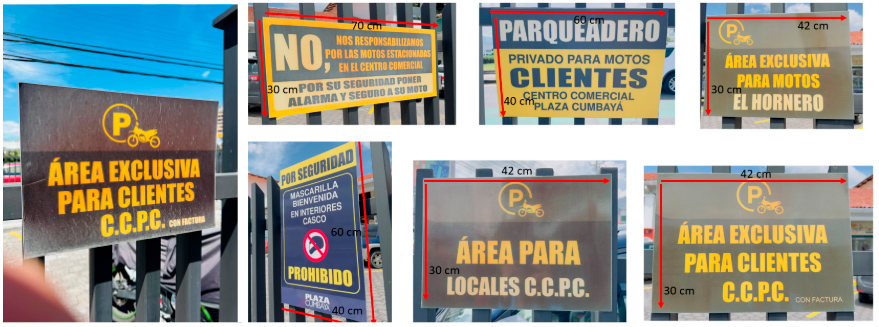 P
ÁREA EXCLUSIVA
PARA CLIENTES
C.C.P.C. CON FACTURA
70 cm
30 cm
NO, NOS RESPONSABILIZAMOS
POR LAS MOTOS ESTACIONADAS
EN EL CENTRO COMERCIAL
POR SU SEGURIDAD PONER
ALARMA Y SEGURO A SU MOTO
60 cm
40 cm
PARQUEADERO
PRIVADO PARA MOTOS
CLIENTES
CENTRO COMERCIAL
PLAZA CUMBAYÁ
42 cm
30 cm
P
ÁREA EXCLUSIVA
PARA MOTOS
EL HORNERO
POR SEGURIDAD
MASCARILLA
BIENVENIDA
EN INTERIORES
CASCO
60 cm
PROHIBIDO
PLAZA
CUMBAYÁ
40 cm
42 cm
30 cm
P
ÁREA PARA
LOCALES C.C.P.C.
42 cm
30 cm
P
ÁREA EXCLUSIVA
PARA CLIENTES
C.C.P.C. CON FACTURA